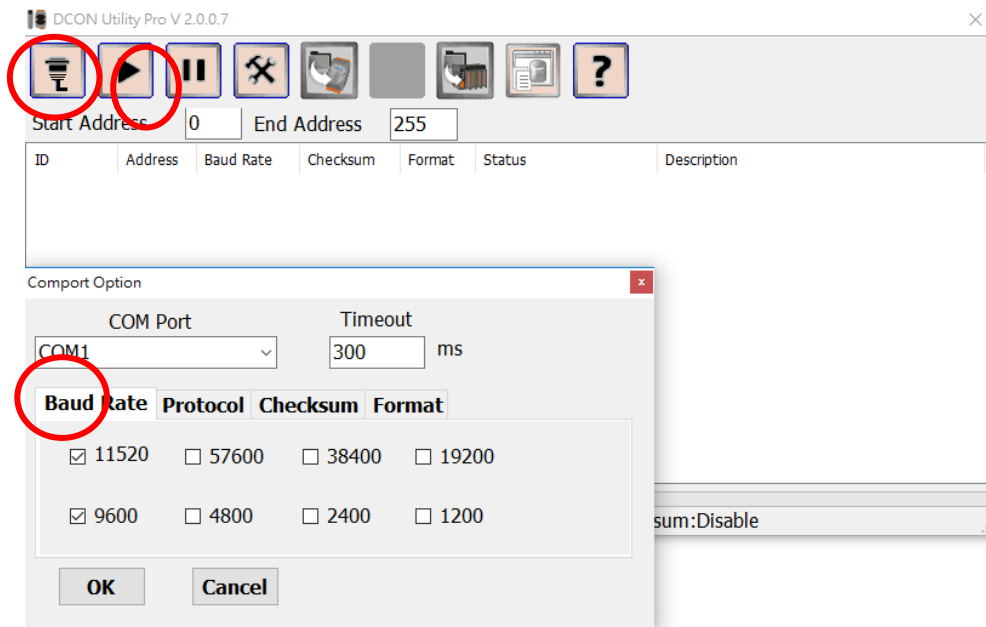 DCON Utility Pro V 2.0.0.7
?
Start Address 0 End Address 255
ID Address Baud Rate Checksum Format Status Description
Comport Option
x
COM Port Timeout
COM1 300 ms
Baud Rate Protocol Checksum Format
11520 57600 38400 19200
9600 4800 2400 1200
sum:Disable
OK Cancel